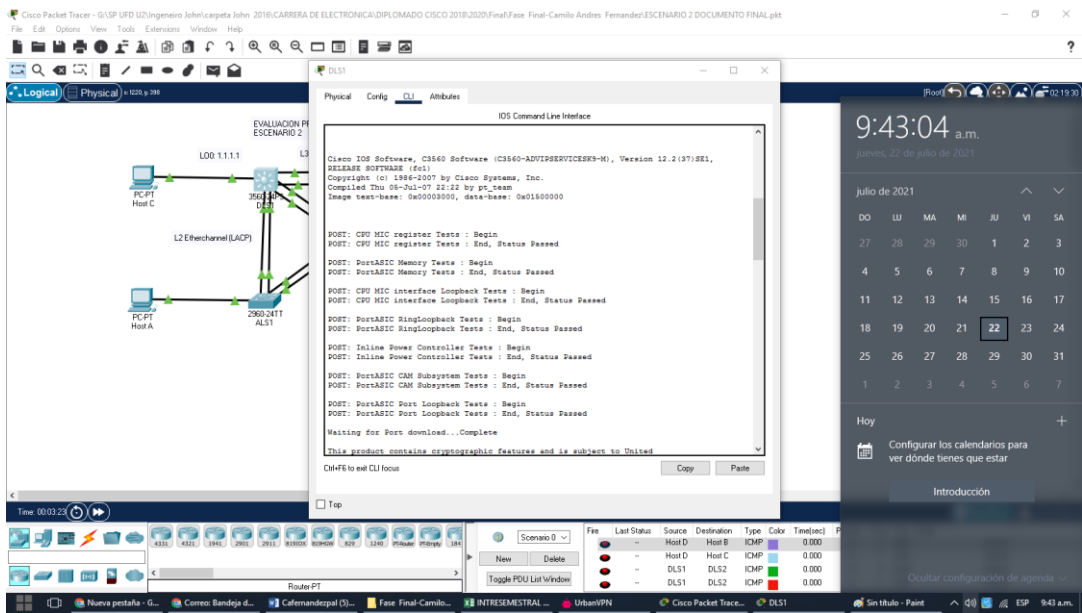 Cisco Packet Tracer - G:\SP UFD U2\Ingeneiro John\carpeta John 2016\CARRERA DE ELECTRONICA\DIPLOMADO CISCO 2018\2020\Final\Fase Final-Camilo Andres Fernandez\ESCENARIO 2 DOCUMENTO FINAL.pkt
File Edit Options View Tools Extensions Window Help
?
Logical Physical x: 1220, y: 398
[Root]
02:19:30
EVALUACION PF
ESCENARIO 2
LO0: 1.1.1.1
L3
PC-PT
Host C
3560-24PS
DLS1
L2 Etherchannel (LACP)
PC-PT
Host A
2960-24TT
ALS1
DLS1
Physical Config CLI Attributes
IOS Command Line Interface
Cisco IOS Software, C3560 Software (C3560-ADVIPSERVICESK9-M), Version 12.2(37)SE1,
RELEASE SOFTWARE (fc1)
Copyright (c) 1986-2007 by Cisco Systems, Inc.
Compiled Thu 05-Jul-07 22:22 by pt_team
Image text-base: 0x00003000, data-base: 0x01500000
POST: CPU MIC register Tests : Begin
POST: CPU MIC register Tests : End, Status Passed
POST: PortASIC Memory Tests : Begin
POST: PortASIC Memory Tests : End, Status Passed
POST: CPU MIC interface Loopback Tests : Begin
POST: CPU MIC interface Loopback Tests : End, Status Passed
POST: PortASIC RingLoopback Tests : Begin
POST: PortASIC RingLoopback Tests : End, Status Passed
POST: Inline Power Controller Tests : Begin
POST: Inline Power Controller Tests : End, Status Passed
POST: PortASIC CAM Subsystem Tests : Begin
POST: PortASIC CAM Subsystem Tests : End, Status Passed
POST: PortASIC Port Loopback Tests : Begin
POST: PortASIC Port Loopback Tests : End, Status Passed
Waiting for Port download...Complete
This product contains cryptographic features and is subject to United
Ctrl+F6 to exit CLI focus
Copy Paste
Top
9:43:04 a.m.
jueves, 22 de julio de 2021
julio de 2021
DO LU MA MI JU VI SA
27 28 29 30 1 2 3
4 5 6 7 8 9 10
11 12 13 14 15 16 17
18 19 20 21 22 23 24
25 26 27 28 29 30 31
1 2 3 4 5 6 7
Hoy
Configurar los calendarios para
ver dónde tienes que estar
Introducción
Ocultar configuración de agenda
Time: 00:03:23
4331 4321 1941 2901 2911 819IOX 819HGW 829 1240 PT-Router PT-Empty 184
Router-PT
Scenario 0
New Delete
Toggle PDU List Window
Fire Last Status Source Destination Type Color Time(sec) P
-- Host D Host B ICMP 0.000
-- Host D Host C ICMP 0.000
-- DLS1 DLS2 ICMP 0.000
-- DLS1 DLS2 ICMP 0.000
Nueva pestaña - G... Correo: Bandeja d... Cafernandezpal (5)... Fase Final-Camilo... INTRESEMESTRAL ... UrbanVPN Cisco Packet Trace... DLS1 Sin título - Paint ESP 9:43 a.m.